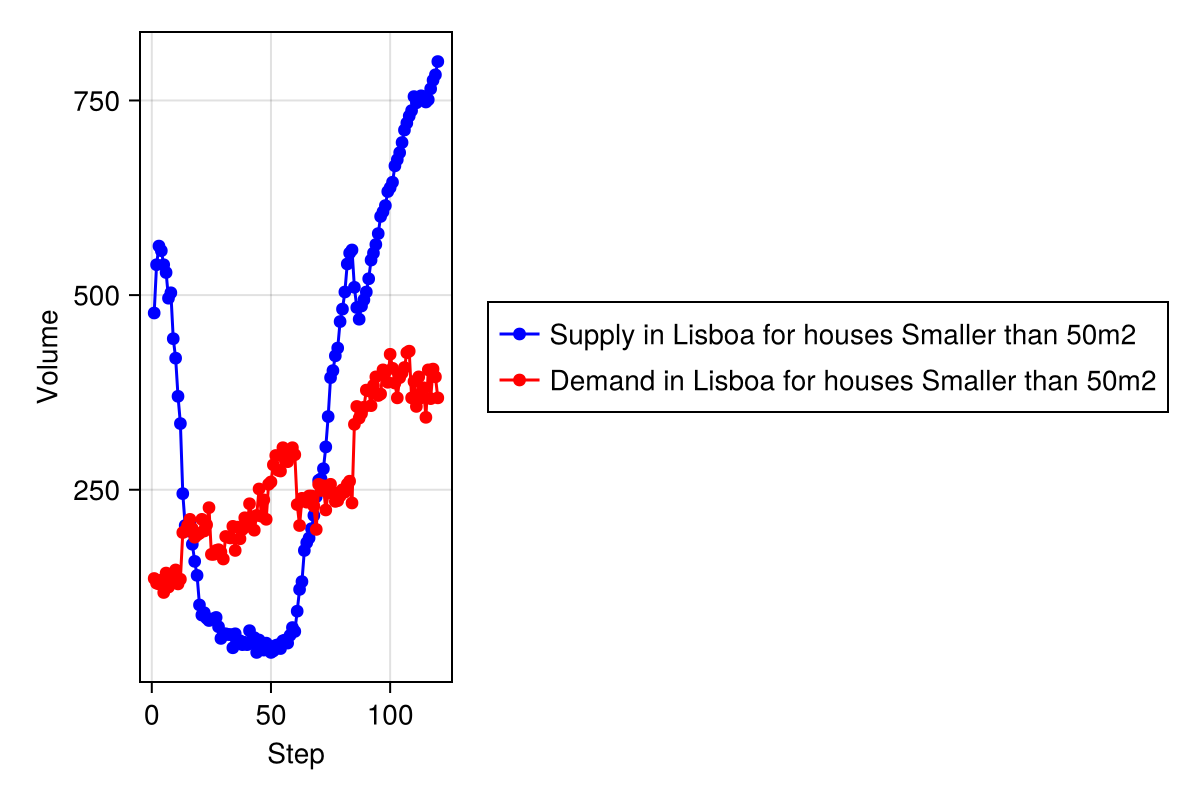 750
500
250
Volume
0 50 100
Step
Supply in Lisboa for houses Smaller than 50m2
Demand in Lisboa for houses Smaller than 50m2